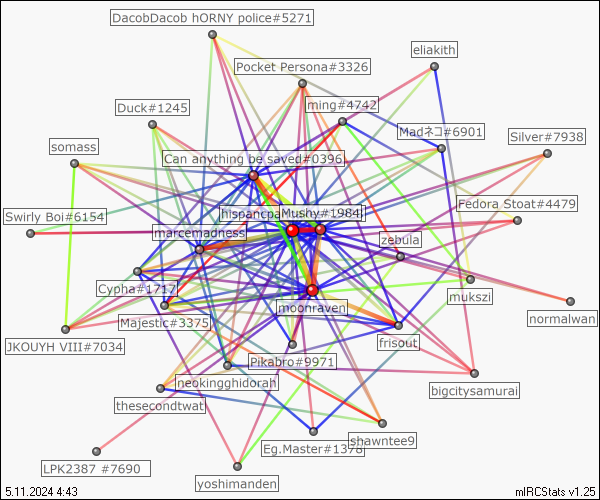 DacobDacob hORNY police#5271
eliakith
Pocket Persona#3326
ming#4742
Duck#1245
Madネコ#6901
Silver#7938
somass
Can anything be saved#0396
Fedora Stoat#4479
Swirly Boi#6154
Mushy#1984
marcemadness
zebula
Cypha#1717
mukszi
moonraven
Majestic#3375
normalwan
JKOUYH VIII#7034
frisout
Pikabro#9971
neokingghidorah
bigcitysamurai
thesecondtwat
Eg.Master#1378
shawntee9
LPK2387 #7690
yoshimanden
5.11.2024 4:43
mIRCStats v1.25